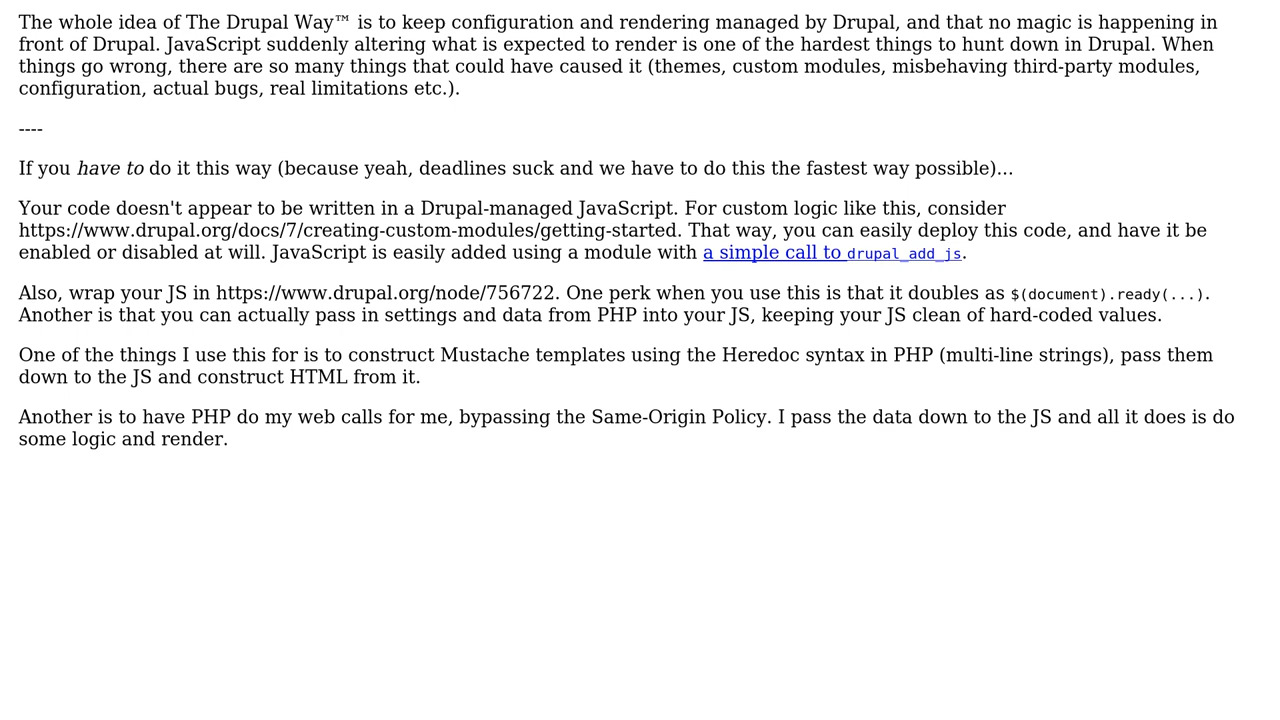 The whole idea of The Drupal Way™ is to keep configuration and rendering managed by Drupal, and that no magic is happening in
front of Drupal. JavaScript suddenly altering what is expected to render is one of the hardest things to hunt down in Drupal. When
things go wrong, there are so many things that could have caused it (themes, custom modules, misbehaving third-party modules,
configuration, actual bugs, real limitations etc.).
----
If you have to do it this way (because yeah, deadlines suck and we have to do this the fastest way possible)...
Your code doesn't appear to be written in a Drupal-managed JavaScript. For custom logic like this, consider
https://www.drupal.org/docs/7/creating-custom-modules/getting-started. That way, you can easily deploy this code, and have it be
enabled or disabled at will. JavaScript is easily added using a module with a simple call to drupal_add_js.
Also, wrap your JS in https://www.drupal.org/node/756722. One perk when you use this is that it doubles as $(document).ready(...).
Another is that you can actually pass in settings and data from PHP into your JS, keeping your JS clean of hard-coded values.
One of the things I use this for is to construct Mustache templates using the Heredoc syntax in PHP (multi-line strings), pass them
down to the JS and construct HTML from it.
Another is to have PHP do my web calls for me, bypassing the Same-Origin Policy. I pass the data down to the JS and all it does is do
some logic and render.